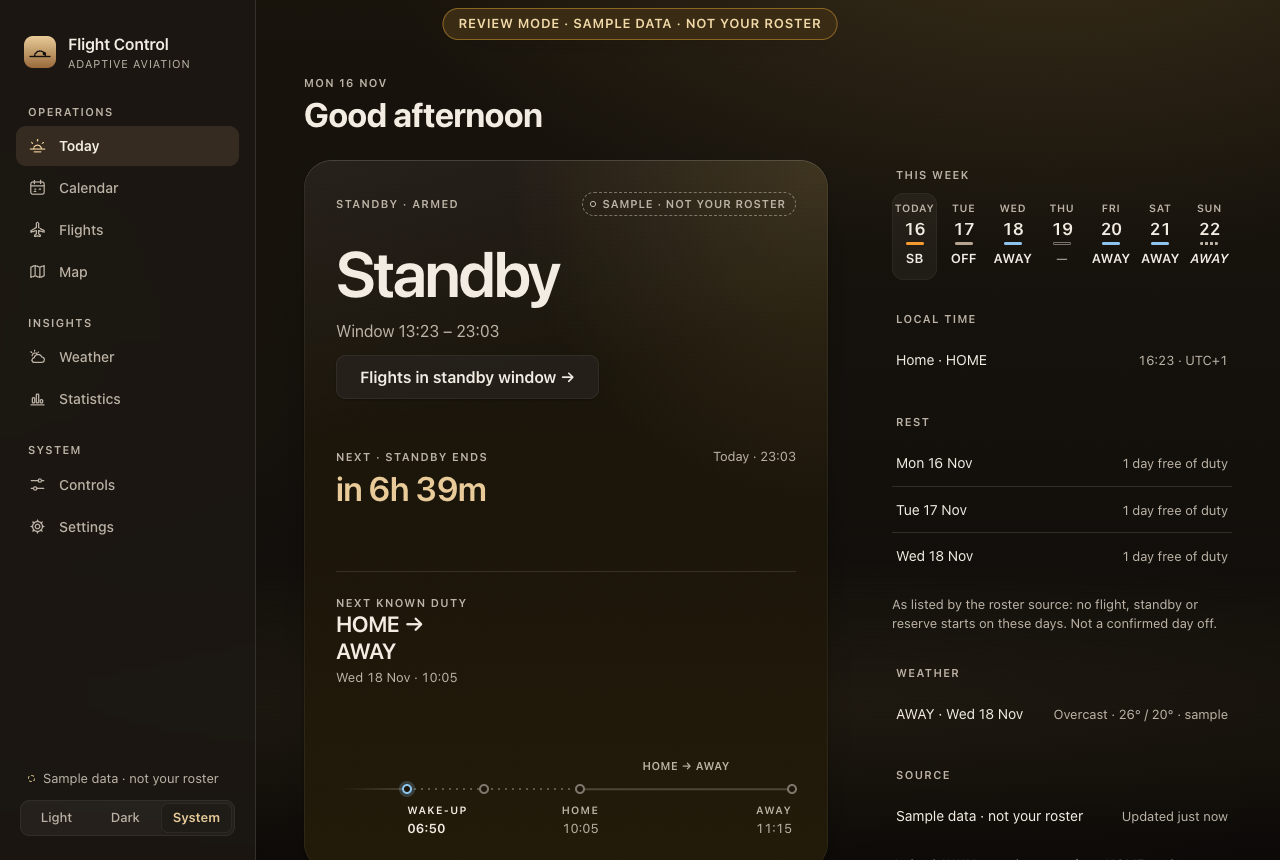 REVIEW MODE · SAMPLE DATA · NOT YOUR ROSTER
Flight Control
ADAPTIVE AVIATION
OPERATIONS
Today
Calendar
Flights
Map
INSIGHTS
Weather
Statistics
SYSTEM
Controls
Settings
Sample data · not your roster
Light Dark System
MON 16 NOV
Good afternoon
STANDBY · ARMED
SAMPLE · NOT YOUR ROSTER
Standby
Window 13:23 – 23:03
Flights in standby window →
NEXT · STANDBY ENDS
Today · 23:03
in 6h 39m
NEXT KNOWN DUTY
HOME →
AWAY
Wed 18 Nov · 10:05
HOME → AWAY
WAKE-UP HOME AWAY
06:50 10:05 11:15
THIS WEEK
TODAY TUE WED THU FRI SAT SUN
16 17 18 19 20 21 22
SB OFF AWAY — AWAY AWAY AWAY
LOCAL TIME
Home · HOME 16:23 · UTC+1
REST
Mon 16 Nov 1 day free of duty
Tue 17 Nov 1 day free of duty
Wed 18 Nov 1 day free of duty
As listed by the roster source: no flight, standby or
reserve starts on these days. Not a confirmed day off.
WEATHER
AWAY · Wed 18 Nov Overcast · 26° / 20° · sample
SOURCE
Sample data · not your roster Updated just now